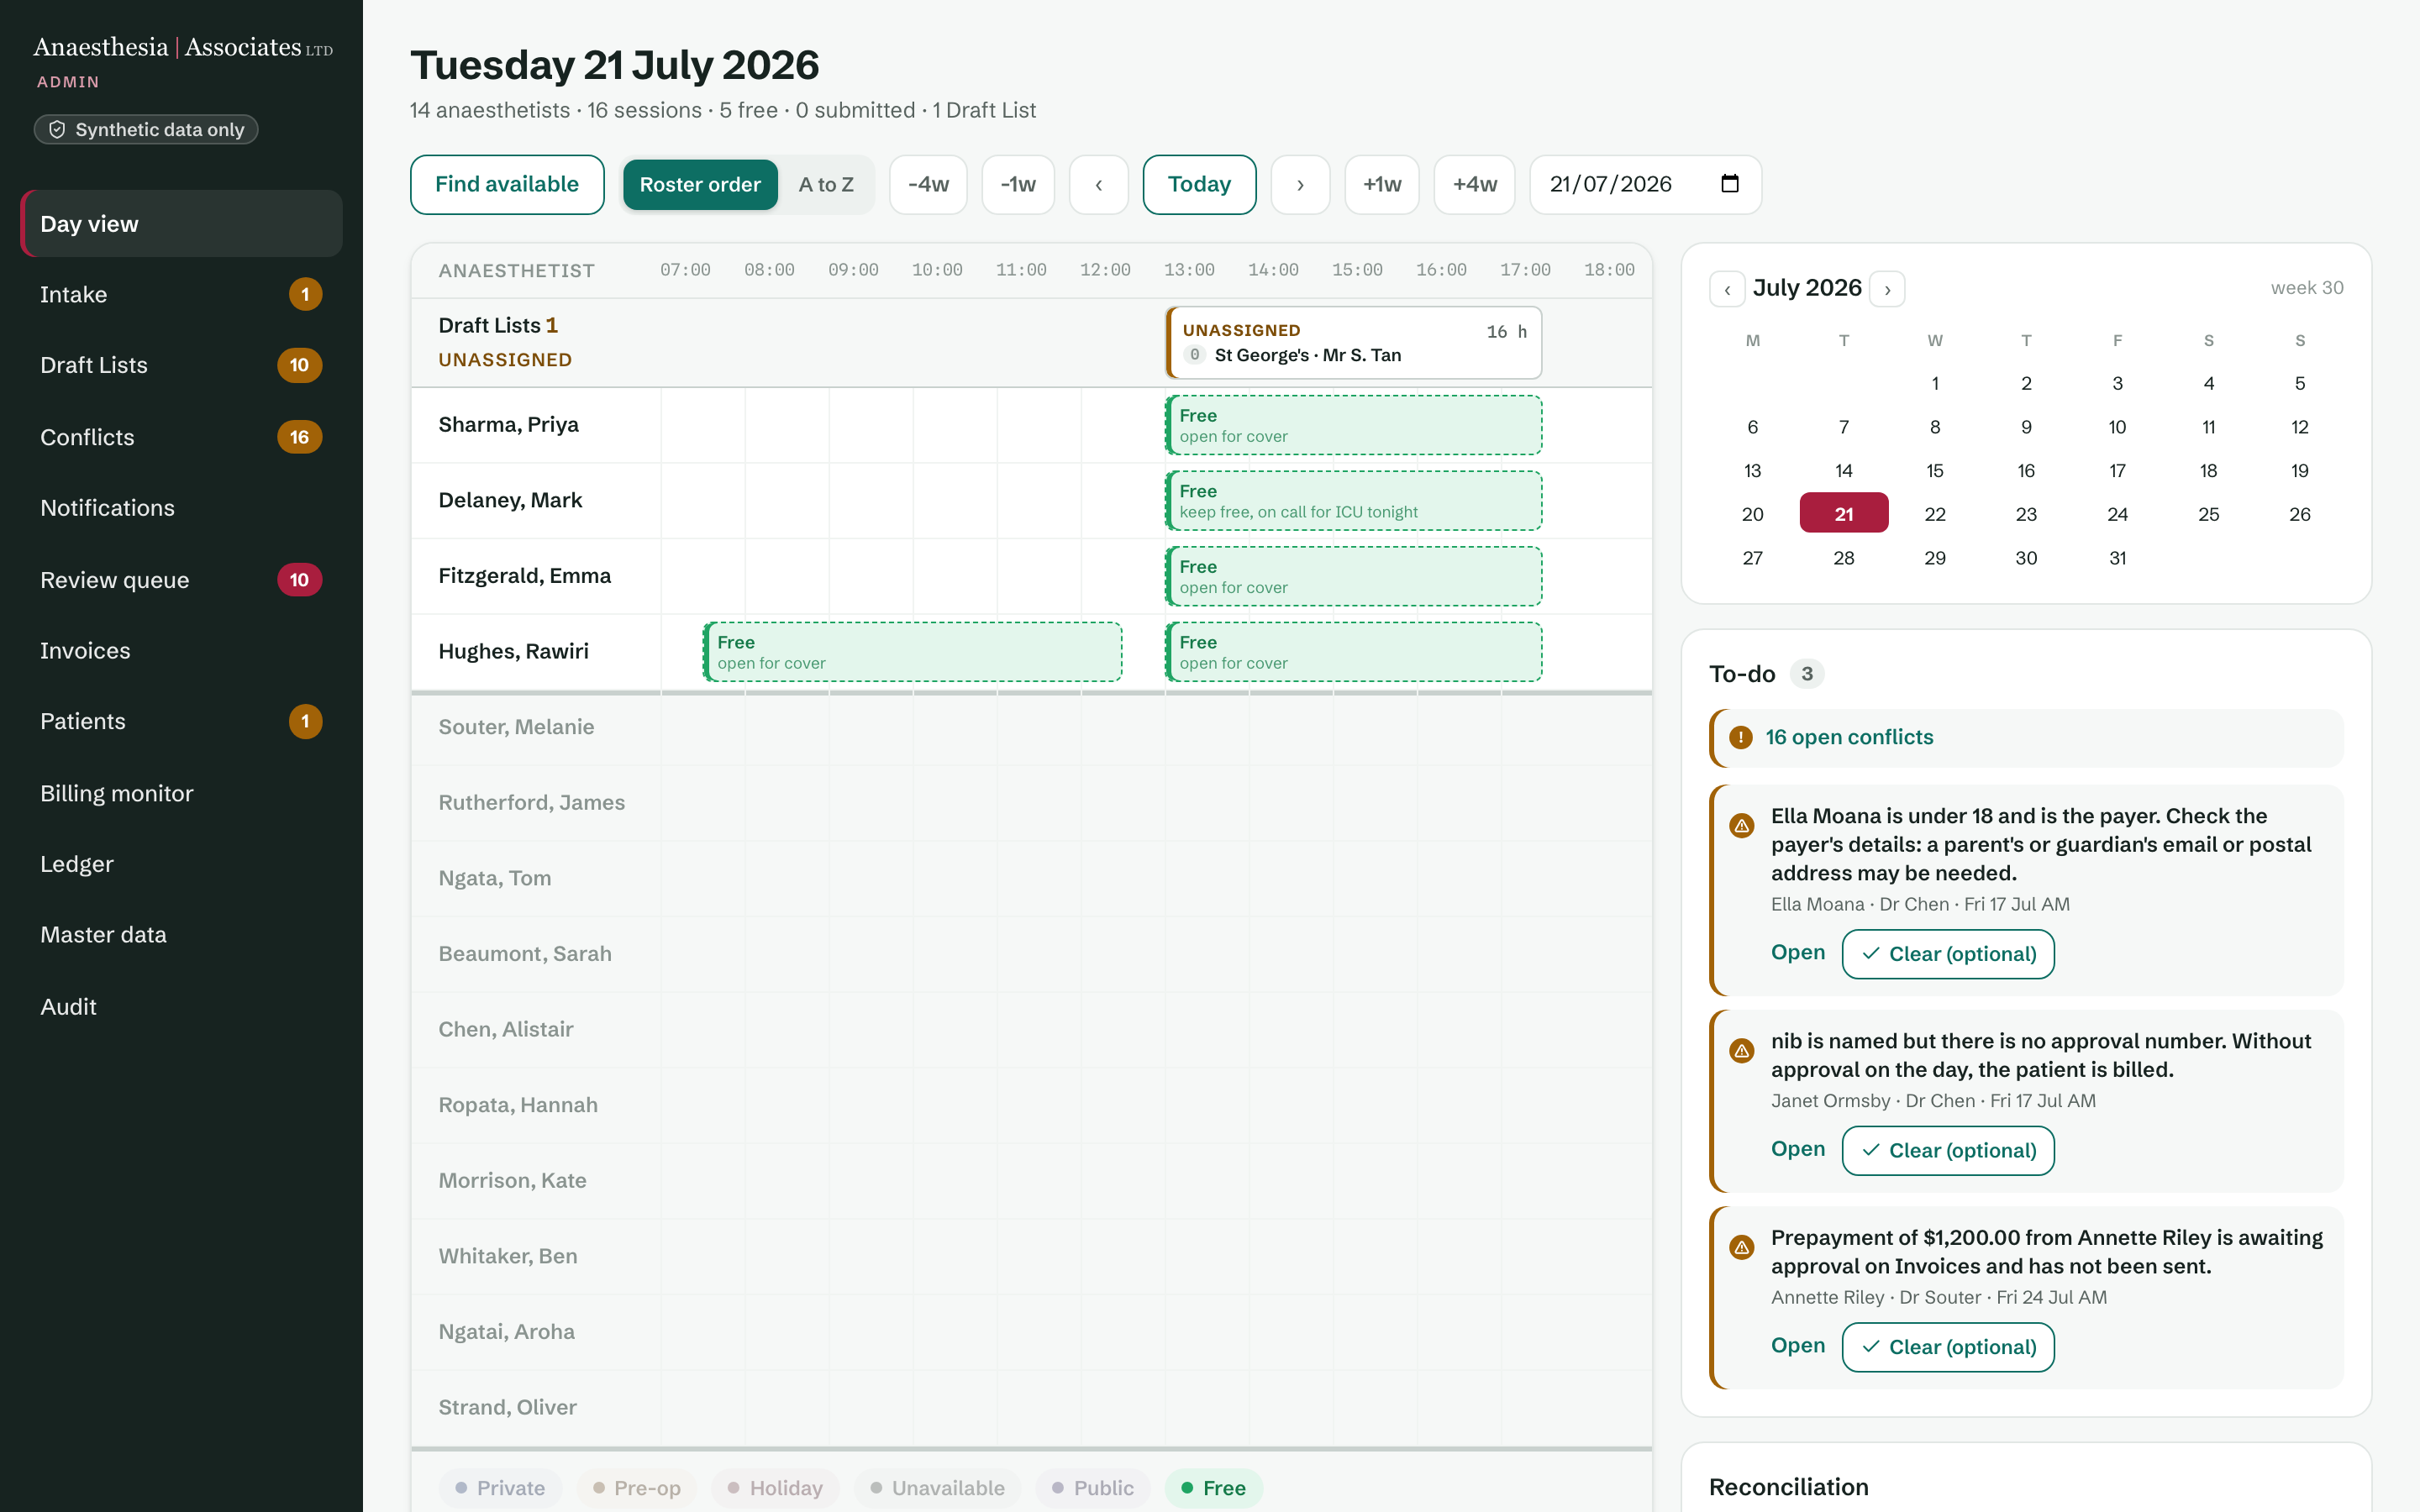 Anaesthesia | Associates LTD
ADMIN
Synthetic data only
Day view
Intake 1
Draft Lists 10
Conflicts 16
Notifications
Review queue 10
Invoices
Patients 1
Billing monitor
Ledger
Master data
Audit
Tuesday 21 July 2026
14 anaesthetists · 16 sessions · 5 free · 0 submitted · 1 Draft List
Find available Roster order A to Z -4w -1w ‹ Today › +1w +4w 21/07/2026
ANAESTHETIST 07:00 08:00 09:00 10:00 11:00 12:00 13:00 14:00 15:00 16:00 17:00 18:00
Draft Lists 1
UNASSIGNED
UNASSIGNED 16 h
0 St George's · Mr S. Tan
Sharma, Priya
Free
open for cover
Delaney, Mark
Free
keep free, on call for ICU tonight
Fitzgerald, Emma
Free
open for cover
Hughes, Rawiri
Free
open for cover
Free
open for cover
Souter, Melanie
Rutherford, James
Ngata, Tom
Beaumont, Sarah
Chen, Alistair
Ropata, Hannah
Morrison, Kate
Whitaker, Ben
Ngatai, Aroha
Strand, Oliver
Private Pre-op Holiday Unavailable Public Free
‹ July 2026 › week 30
M T W T F S S
1 2 3 4 5
6 7 8 9 10 11 12
13 14 15 16 17 18 19
20 21 22 23 24 25 26
27 28 29 30 31
To-do 3
16 open conflicts
Ella Moana is under 18 and is the payer. Check the
payer's details: a parent's or guardian's email or postal
address may be needed.
Ella Moana · Dr Chen · Fri 17 Jul AM
Open Clear (optional)
nib is named but there is no approval number. Without
approval on the day, the patient is billed.
Janet Ormsby · Dr Chen · Fri 17 Jul AM
Open Clear (optional)
Prepayment of $1,200.00 from Annette Riley is awaiting
approval on Invoices and has not been sent.
Annette Riley · Dr Souter · Fri 24 Jul AM
Open Clear (optional)
Reconciliation